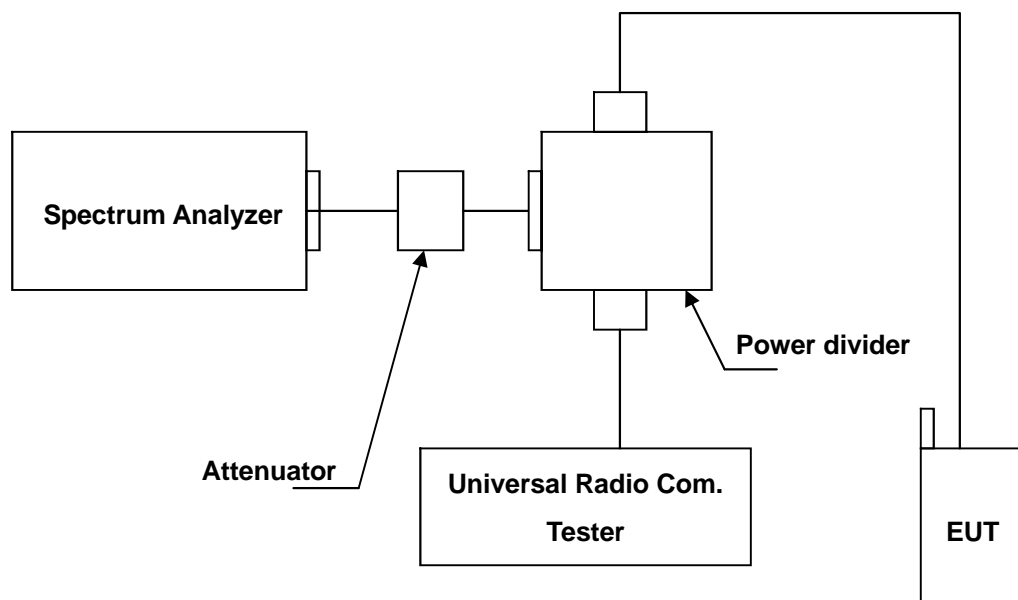 Spectrum Analyzer
Power divider
Attenuator
Universal Radio Com.
Tester
EUT